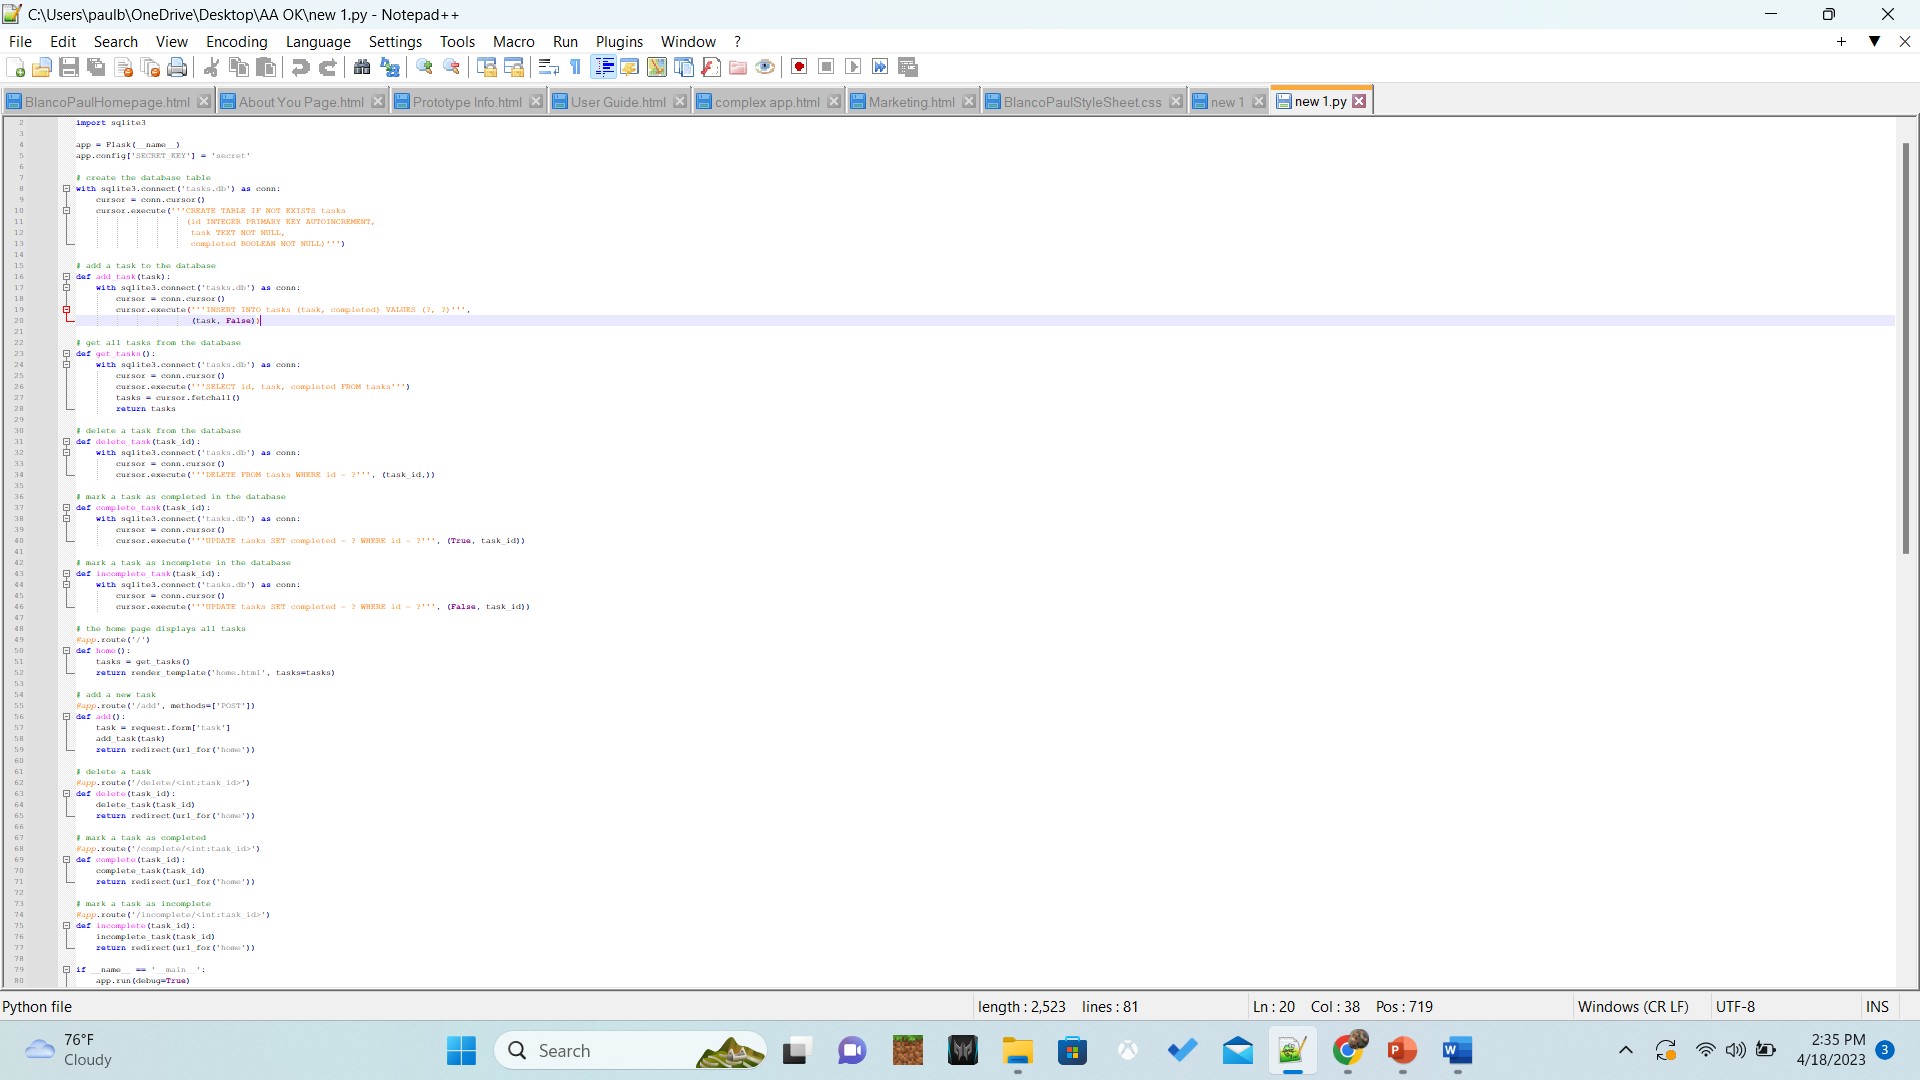 C:\Users\paulb\OneDrive\Desktop\AA OK\new 1.py - Notepad++
File Edit Search View Encoding Language Settings Tools Macro Run Plugins Window ?
BlancoPaulHomepage.html About You Page.html Prototype Info.html User Guide.html complex app.html Marketing.html BlancoPaulStyleSheet.css new 1 new 1.py
2 import sqlite3
3
4 app = Flask(__name__)
5 app.config['SECRET_KEY'] = 'secret'
6
7 # create the database table
8 with sqlite3.connect('tasks.db') as conn:
9 cursor = conn.cursor()
10 cursor.execute('''CREATE TABLE IF NOT EXISTS tasks
11 (id INTEGER PRIMARY KEY AUTOINCREMENT,
12 task TEXT NOT NULL,
13 completed BOOLEAN NOT NULL)''')
14
15 # add a task to the database
16 def add_task(task):
17 with sqlite3.connect('tasks.db') as conn:
18 cursor = conn.cursor()
19 cursor.execute('''INSERT INTO tasks (task, completed) VALUES (?, ?)''',
20 (task, False))
21
22 # get all tasks from the database
23 def get_tasks():
24 with sqlite3.connect('tasks.db') as conn:
25 cursor = conn.cursor()
26 cursor.execute('''SELECT id, task, completed FROM tasks''')
27 tasks = cursor.fetchall()
28 return tasks
29
30 # delete a task from the database
31 def delete_task(task_id):
32 with sqlite3.connect('tasks.db') as conn:
33 cursor = conn.cursor()
34 cursor.execute('''DELETE FROM tasks WHERE id = ?''', (task_id,))
35
36 # mark a task as completed in the database
37 def complete_task(task_id):
38 with sqlite3.connect('tasks.db') as conn:
39 cursor = conn.cursor()
40 cursor.execute('''UPDATE tasks SET completed = ? WHERE id = ?''', (True, task_id))
41
42 # mark a task as incomplete in the database
43 def incomplete_task(task_id):
44 with sqlite3.connect('tasks.db') as conn:
45 cursor = conn.cursor()
46 cursor.execute('''UPDATE tasks SET completed = ? WHERE id = ?''', (False, task_id))
47
48 # the home page displays all tasks
49 @app.route('/')
50 def home():
51 tasks = get_tasks()
52 return render_template('home.html', tasks=tasks)
53
54 # add a new task
55 @app.route('/add', methods=['POST'])
56 def add():
57 task = request.form['task']
58 add_task(task)
59 return redirect(url_for('home'))
60
61 # delete a task
62 @app.route('/delete/<int:task_id>')
63 def delete(task_id):
64 delete_task(task_id)
65 return redirect(url_for('home'))
66
67 # mark a task as completed
68 @app.route('/complete/<int:task_id>')
69 def complete(task_id):
70 complete_task(task_id)
71 return redirect(url_for('home'))
72
73 # mark a task as incomplete
74 @app.route('/incomplete/<int:task_id>')
75 def incomplete(task_id):
76 incomplete_task(task_id)
77 return redirect(url_for('home'))
78
79 if __name__ == '__main__':
80 app.run(debug=True)
Python file length : 2,523 lines : 81 Ln : 20 Col : 38 Pos : 719 Windows (CR LF) UTF-8 INS
76°F
Cloudy
Search
2:35 PM
4/18/2023
3